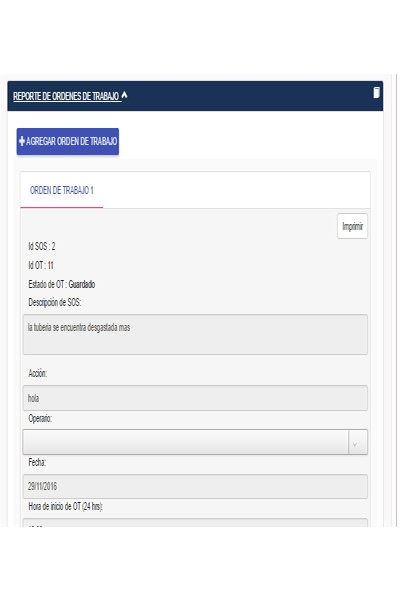 REPORTE DE ORDENES DE TRABAJO
AGREGAR ORDEN DE TRABAJO
ORDEN DE TRABAJO 1
Imprimir
Id SOS : 2
Id OT : 11
Estado de OT : Guardado
Descripción de SOS:
la tuberia se encuentra desgastada mas
Acción:
hola
Operario:
Fecha:
29/11/2016
Hora de inicio de OT (24 hrs):